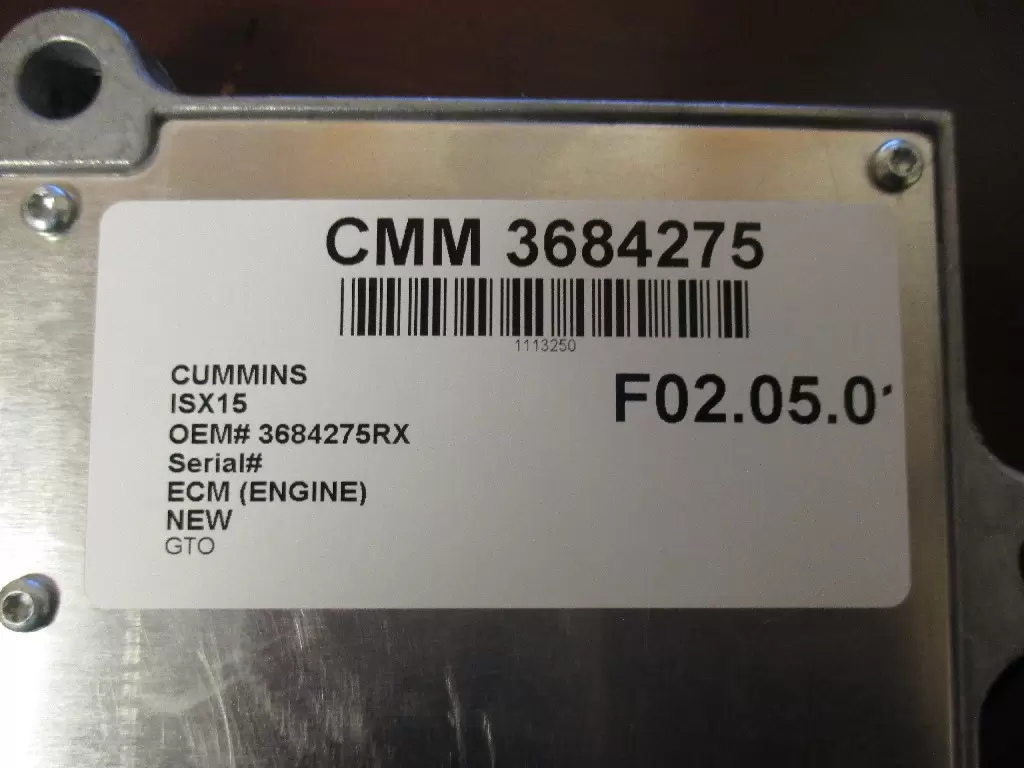 CMM 3684275
1113250
CUMMINS
ISX15
F02.05.0
OEM# 3684275RX
Serial#
ECM (ENGINE)
NEW
GTO